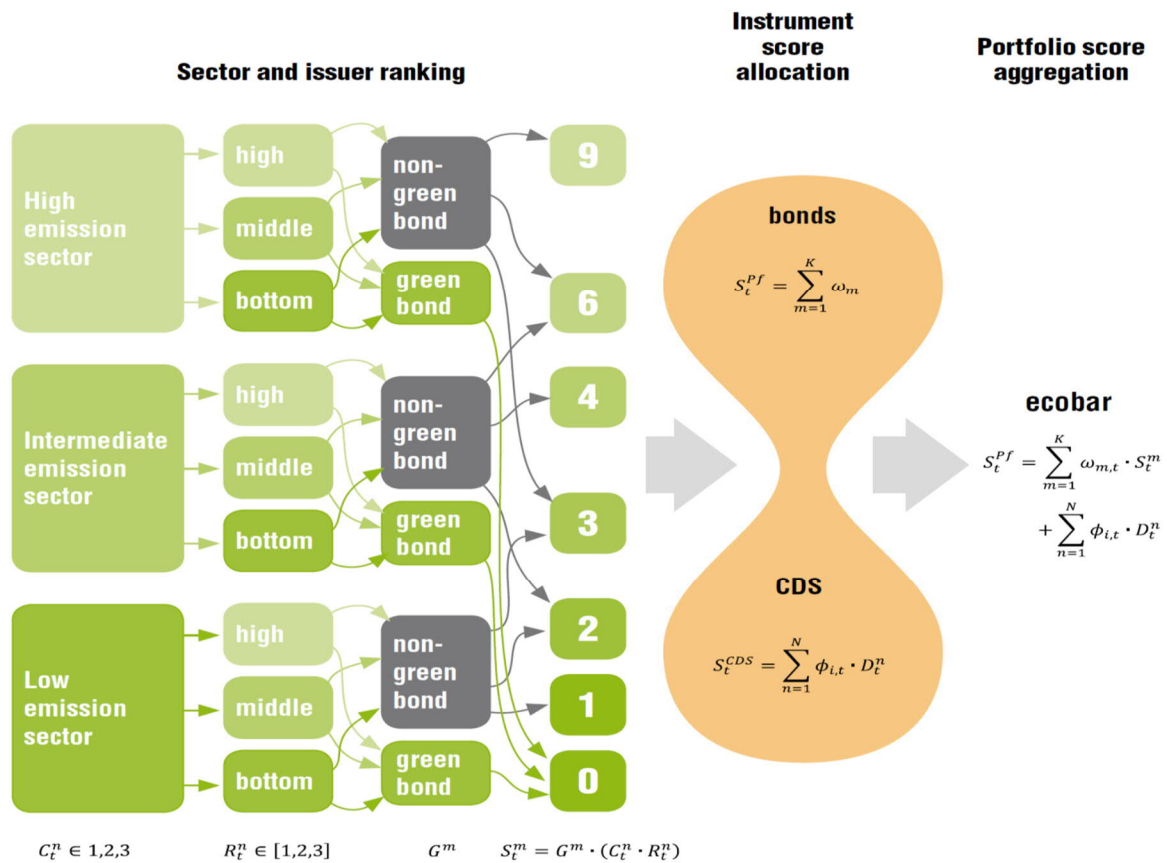 Sector and issuer ranking
Instrument
score
allocation
Portfolio score
aggregation
High
emission
sector
high
middle
bottom
non-
green
bond
green
bond
Intermediate
emission
sector
high
middle
bottom
non-
green
bond
green
bond
Low
emission
sector
high
middle
bottom
non-
green
bond
green
bond
9
6
4
3
2
1
0
bonds
$S_t^{Pf} = \sum_{m=1}^{K} \omega_m$
CDS
$S_t^{CDS} = \sum_{n=1}^{N} \phi_{i,t} \cdot D_t^n$
ecobar
$S_t^{Pf} = \sum_{m=1}^{K} \omega_{m,t} \cdot S_t^m$
$+ \sum_{n=1}^{N} \phi_{i,t} \cdot D_t^n$
$C_t^n \in 1,2,3$
$R_t^n \in [1,2,3]$
$G^m$
$S_t^m = G^m \cdot (C_t^n \cdot R_t^n)$